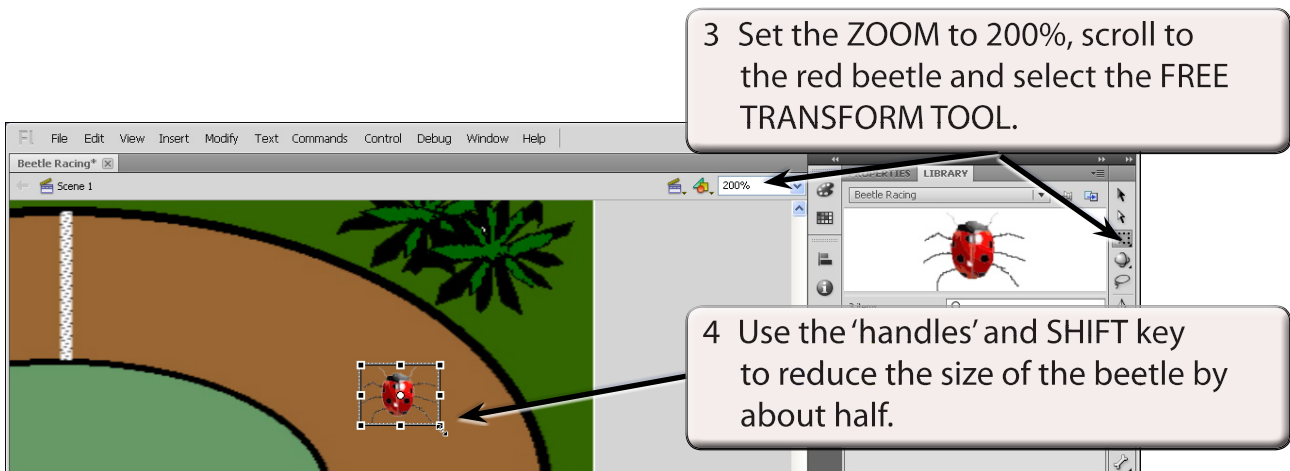 3 Set the ZOOM to 200%, scroll to
the red beetle and select the FREE
TRANSFORM TOOL.
Fl File Edit View Insert Modify Text Commands Control Debug Window Help
Beetle Racing*
Scene 1
200%
PROPERTIES LIBRARY
Beetle Racing
4 Use the ‘handles’ and SHIFT key
to reduce the size of the beetle by
about half.